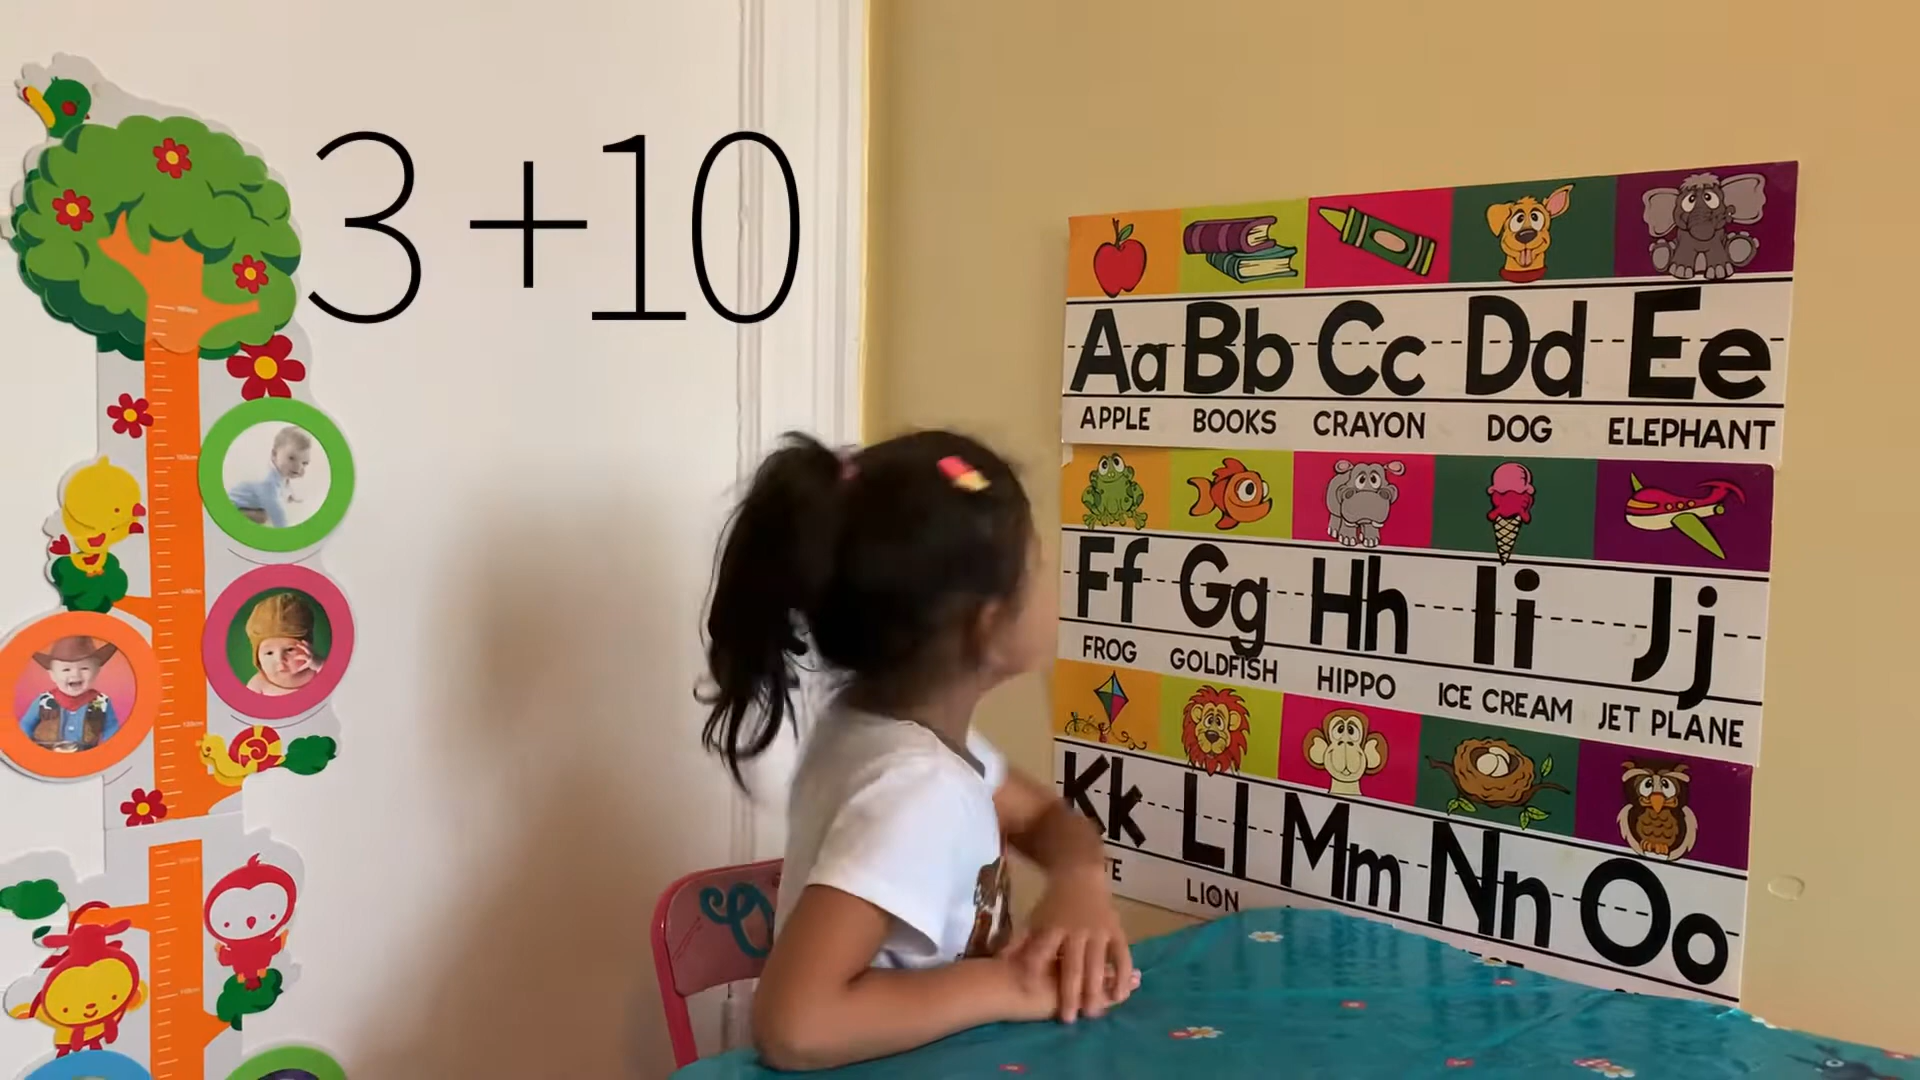 3 +10
Aa Bb Cc Dd Ee
APPLE BOOKS CRAYON DOG ELEPHANT
Ff Gg Hh Ii Jj
FROG GOLDFISH HIPPO ICE CREAM JET PLANE
Kk Ll Mm Nn Oo
LION